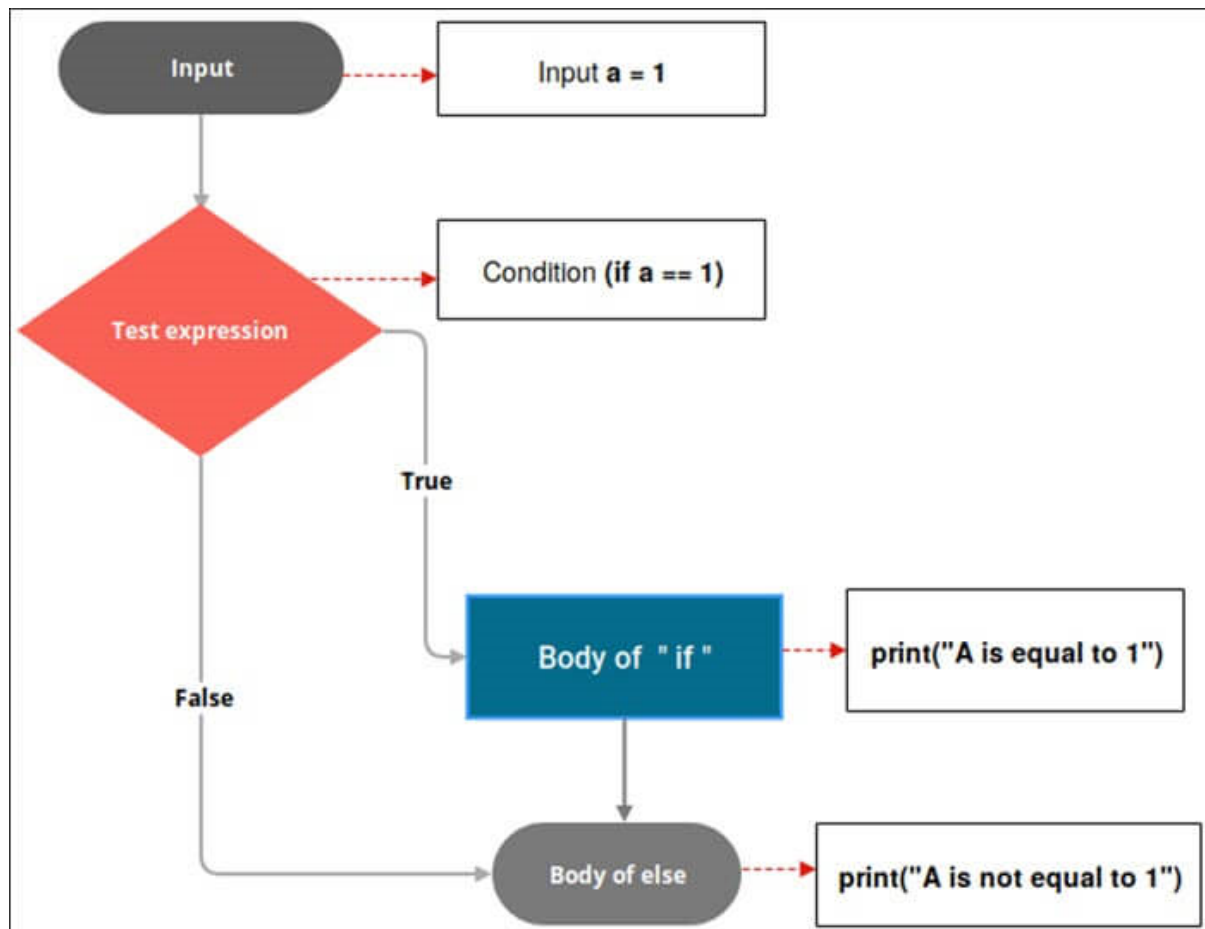 Input
Input a = 1
Condition (if a == 1)
Test expression
True
Body of " if "
print("A is equal to 1")
False
Body of else
print("A is not equal to 1")